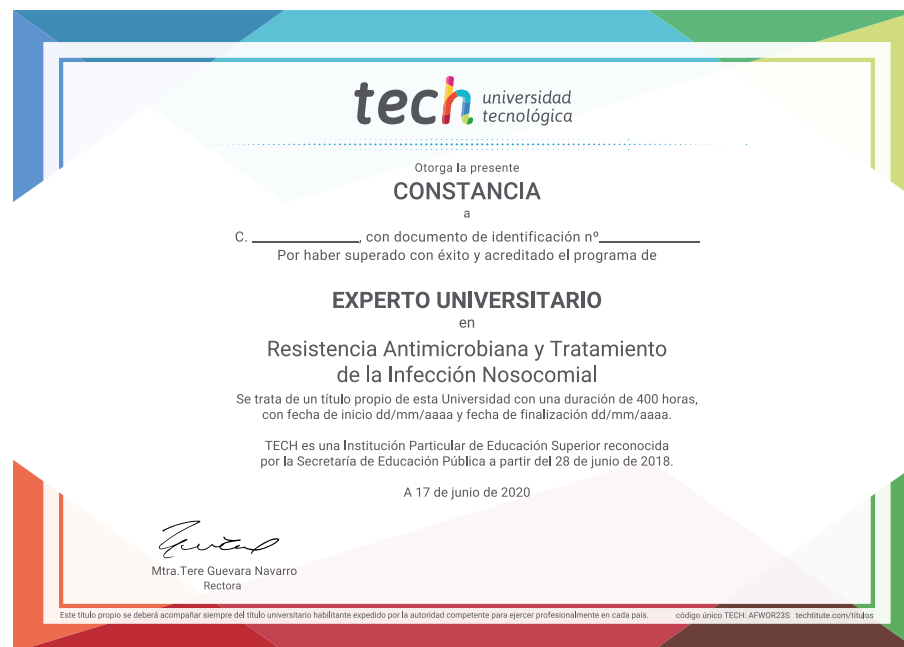 tech universidad
tecnológica
Otorga la presente
CONSTANCIA
a
C. ____________, con documento de identificación nº____________
Por haber superado con éxito y acreditado el programa de
EXPERTO UNIVERSITARIO
en
Resistencia Antimicrobiana y Tratamiento
de la Infección Nosocomial
Se trata de un título propio de esta Universidad con una duración de 400 horas,
con fecha de inicio dd/mm/aaaa y fecha de finalización dd/mm/aaaa.
TECH es una Institución Particular de Educación Superior reconocida
por la Secretaría de Educación Pública a partir del 28 de junio de 2018.
A 17 de junio de 2020
Mtra.Tere Guevara Navarro
Rectora
Este título propio se deberá acompañar siempre del título universitario habilitante expedido por la autoridad competente para ejercer profesionalmente en cada país. código único TECH: AFWOR23S techtitute.com/titulos